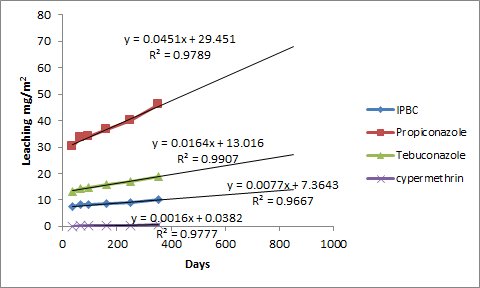 80
70
60
50
40
30
20
10
0
Leaching mg/m²
y = 0.0451x + 29.451
R² = 0.9789
y = 0.0164x + 13.016
R² = 0.9907
y = 0.0077x + 7.3643
R² = 0.9667
y = 0.0016x + 0.0382
R² = 0.9777
0 200 400 600 800 1000
Days
IPBC
Propiconazole
Tebuconazole
cypermethrin